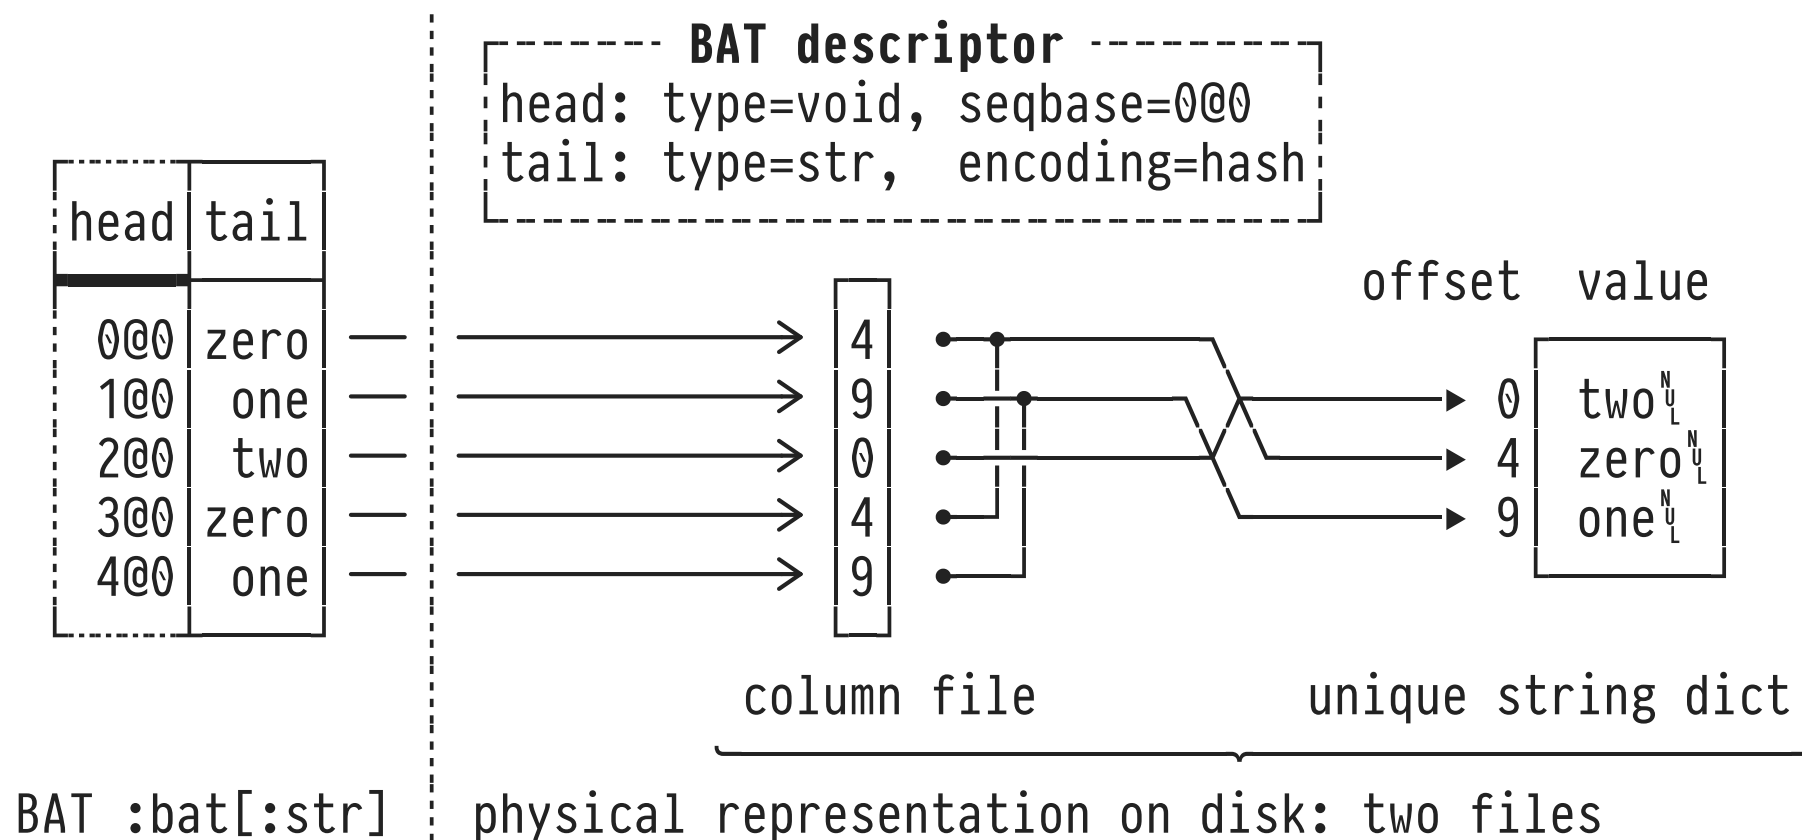 BAT descriptor
head: type=void, seqbase=0@0
tail: type=str, encoding=hash
head tail
offset value
0@0 zero 4
1@0 one 9 0 two␀
2@0 two 0 4 zero␀
3@0 zero 4 9 one␀
4@0 one 9
column file unique string dict
BAT :bat[:str] physical representation on disk: two files